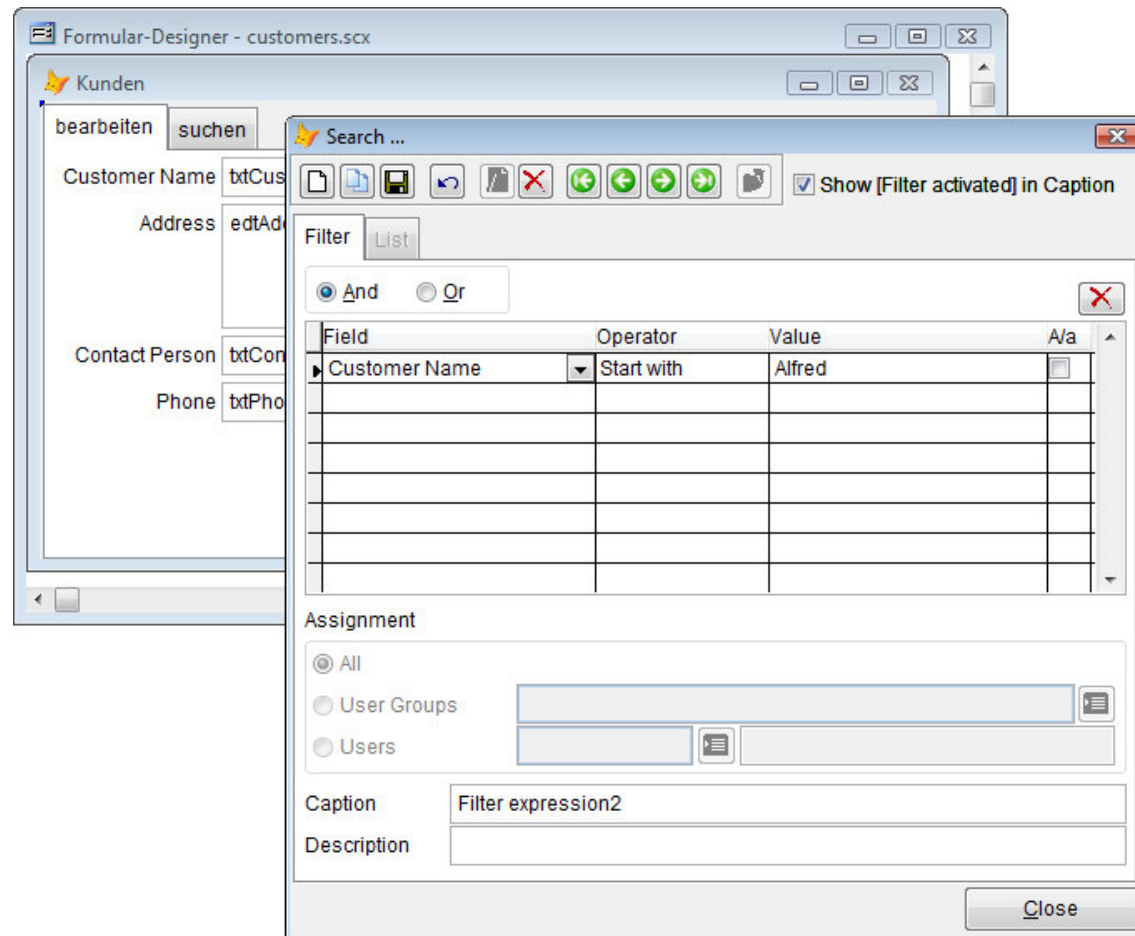 Formular-Designer - customers.scx
Kunden
bearbeiten suchen
Customer Name txtCus
Address edtAd
Contact Person txtCon
Phone txtPho
Search ...
Show [Filter activated] in Caption
Filter List
And Or
Field Operator Value A/a
Customer Name Start with Alfred
Assignment
All
User Groups
Users
Caption Filter expression2
Description
Close